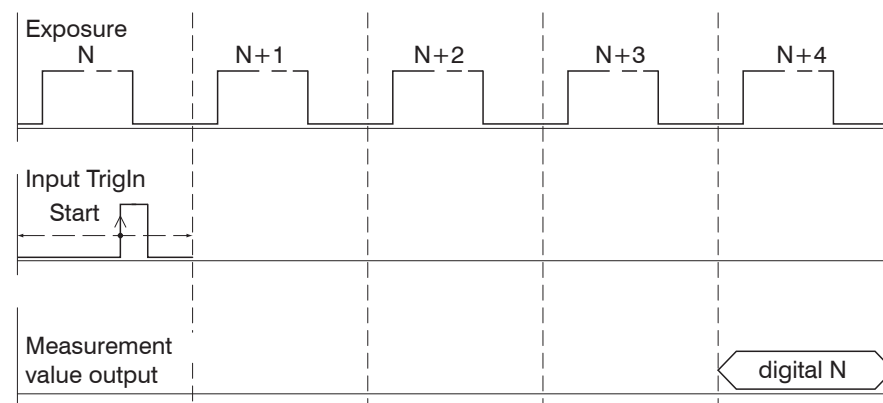 Exposure
N N+1 N+2 N+3 N+4
Input TrigIn
Start
Measurement
value output
digital N